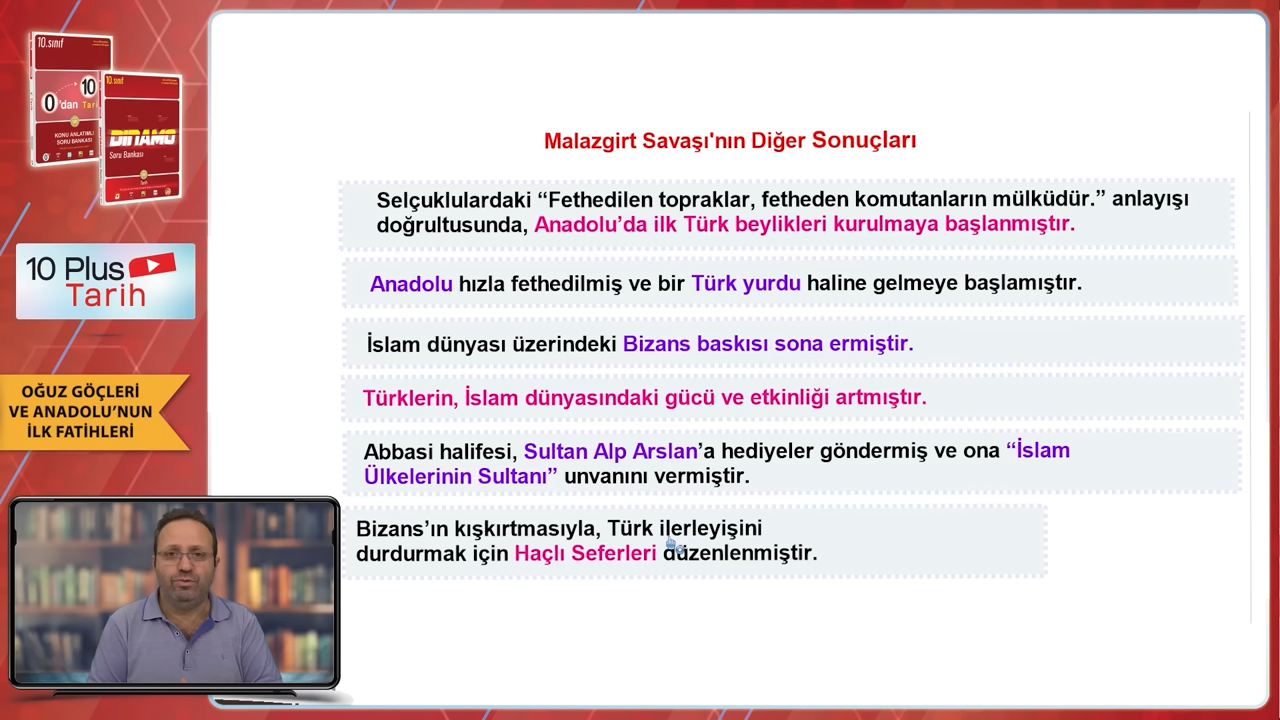 10.sınıf
0'dan 10
Tarih
KONU ANLATIMLI
SORU BANKASI
10.sınıf
DİNAMO
Soru Bankası
10 Plus
Tarih
OĞUZ GÖÇLERİ
VE ANADOLU'NUN
İLK FATİHLERİ
Malazgirt Savaşı'nın Diğer Sonuçları
Selçuklulardaki “Fethedilen topraklar, fetheden komutanların mülküdür.” anlayışı
doğrultusunda, Anadolu’da ilk Türk beylikleri kurulmaya başlanmıştır.
Anadolu hızla fethedilmiş ve bir Türk yurdu haline gelmeye başlamıştır.
İslam dünyası üzerindeki Bizans baskısı sona ermiştir.
Türklerin, İslam dünyasındaki gücü ve etkinliği artmıştır.
Abbasi halifesi, Sultan Alp Arslan’a hediyeler göndermiş ve ona “İslam
Ülkelerinin Sultanı” unvanını vermiştir.
Bizans’ın kışkırtmasıyla, Türk ilerleyişini
durdurmak için Haçlı Seferleri düzenlenmiştir.